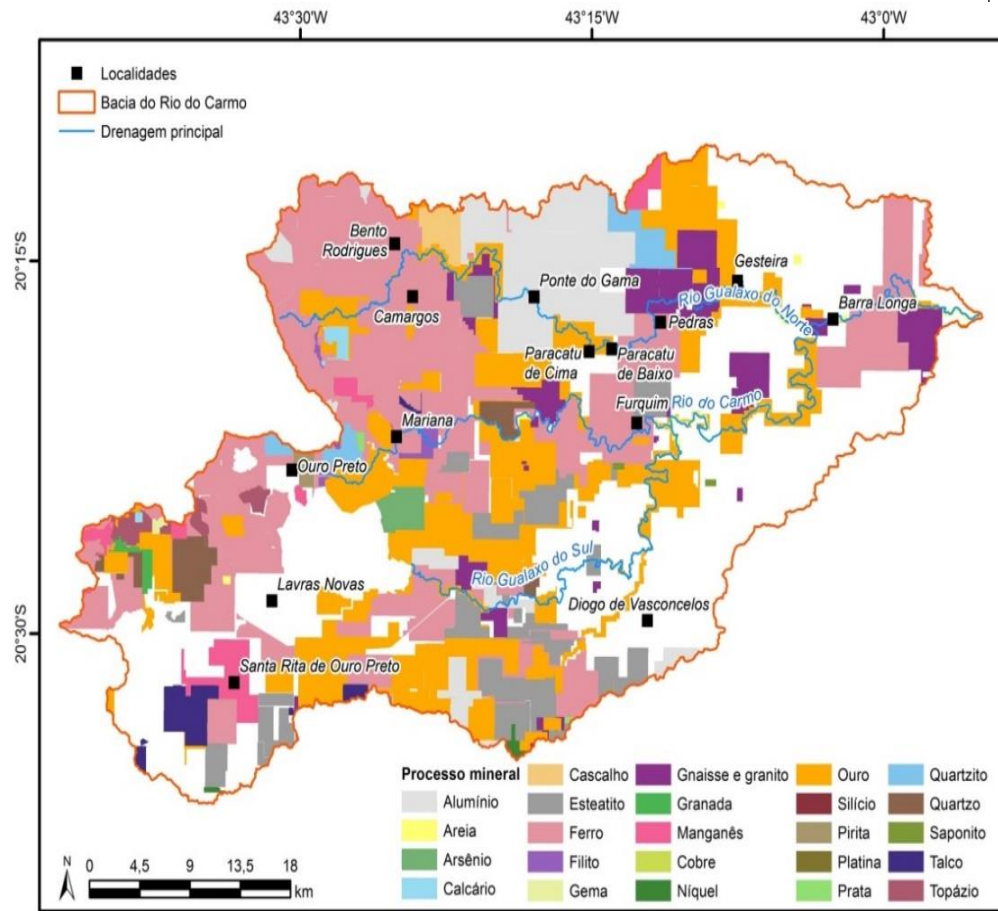 43°30'W
43°15'W
43°0'W
Localidades
Bacia do Rio do Carmo
Drenagem principal
20°15'S
20°30'S
Bento
Rodrigues
Camargos
Ponte do Gama
Gesteira
Rio Gualaxo do Norte
Barra Longa
Pedras
Paracatu
de Cima
Paracatu
de Baixo
Furquim
Rio do Carmo
Mariana
Ouro Preto
Rio Gualaxo do Sul
Lavras Novas
Diogo de Vasconcelos
Santa Rita de Ouro Preto
Processo mineral
Alumínio
Areia
Arsênio
Calcário
Cascalho
Esteatito
Ferro
Filito
Gema
Gnaisse e granito
Granada
Manganês
Cobre
Níquel
Ouro
Silício
Pirita
Platina
Prata
Quartzito
Quartzo
Saponito
Talco
Topázio
N
0 4,5 9 13,5 18
km